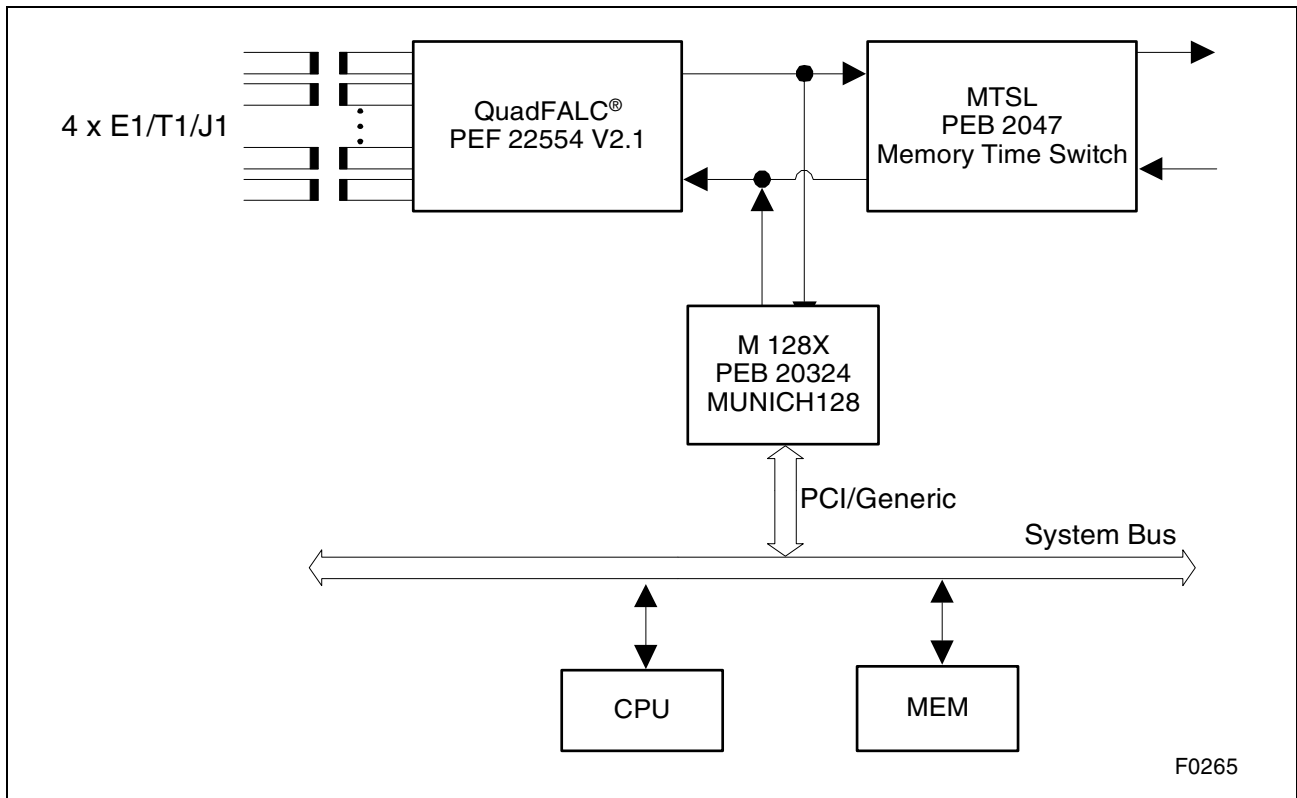 4 x E1/T1/J1
QuadFALC®
PEF 22554 V2.1
MTSL
PEB 2047
Memory Time Switch
M 128X
PEB 20324
MUNICH128
PCI/Generic
System Bus
CPU
MEM
F0265